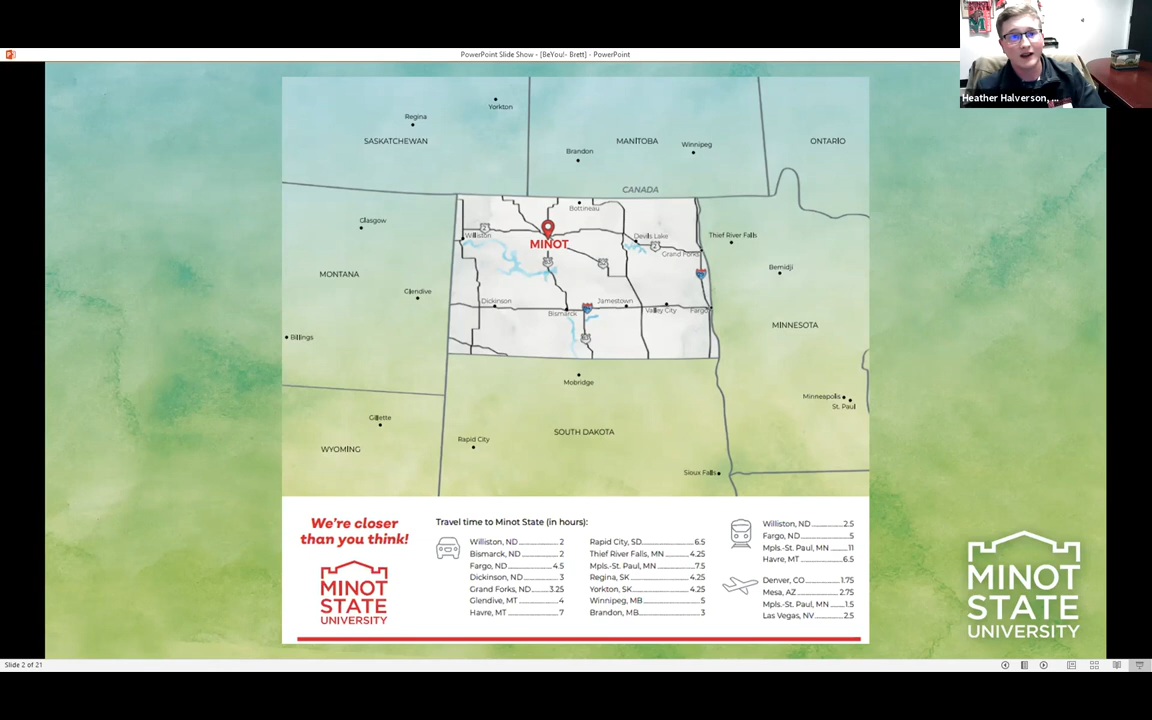 PowerPoint Slide Show - [BeYou!- Brett] - PowerPoint
Heather Halverson, ...
Yorkton
Regina
SASKATCHEWAN
MANITOBA
Winnipeg
ONTARIO
Brandon
CANADA
Bottineau
Glasgow
2
Williston
MINOT
Devils Lake
2
Thief River Falls
Grand Forks
Bemidji
MONTANA
Glendive
Dickinson
Bismarck
Jamestown
Valley City
Fargo
MINNESOTA
Billings
Mobridge
Minneapolis
St. Paul
Gillette
SOUTH DAKOTA
Rapid City
WYOMING
Sioux Falls
We're closer
than you think!
MINOT
STATE
UNIVERSITY
Travel time to Minot State (in hours):
Williston, ND 2
Bismarck, ND 2
Fargo, ND 4.5
Dickinson, ND 3
Grand Forks, ND 3.25
Glendive, MT 4
Havre, MT 7
Rapid City, SD 6.5
Thief River Falls, MN 4.25
Mpls.-St. Paul, MN 7.5
Regina, SK 4.25
Yorkton, SK 4.25
Winnipeg, MB 5
Brandon, MB 3
Williston, ND 2.5
Fargo, ND 5
Mpls.-St. Paul, MN 11
Havre, MT 6.5
Denver, CO 1.75
Mesa, AZ 2.75
Mpls.-St. Paul, MN 1.5
Las Vegas, NV 2.5
MINOT
STATE
UNIVERSITY
Slide 2 of 21